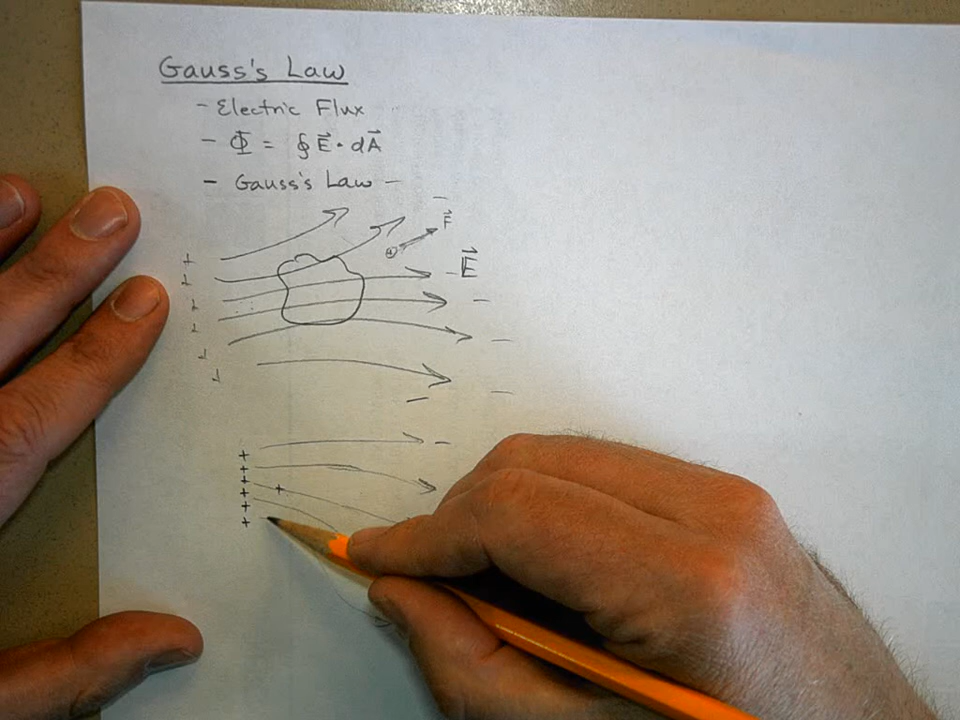 Gauss's Law
- Electric Flux
- Φ = ∮ E⃗ · dA⃗
- Gauss's Law -
F⃗
E⃗